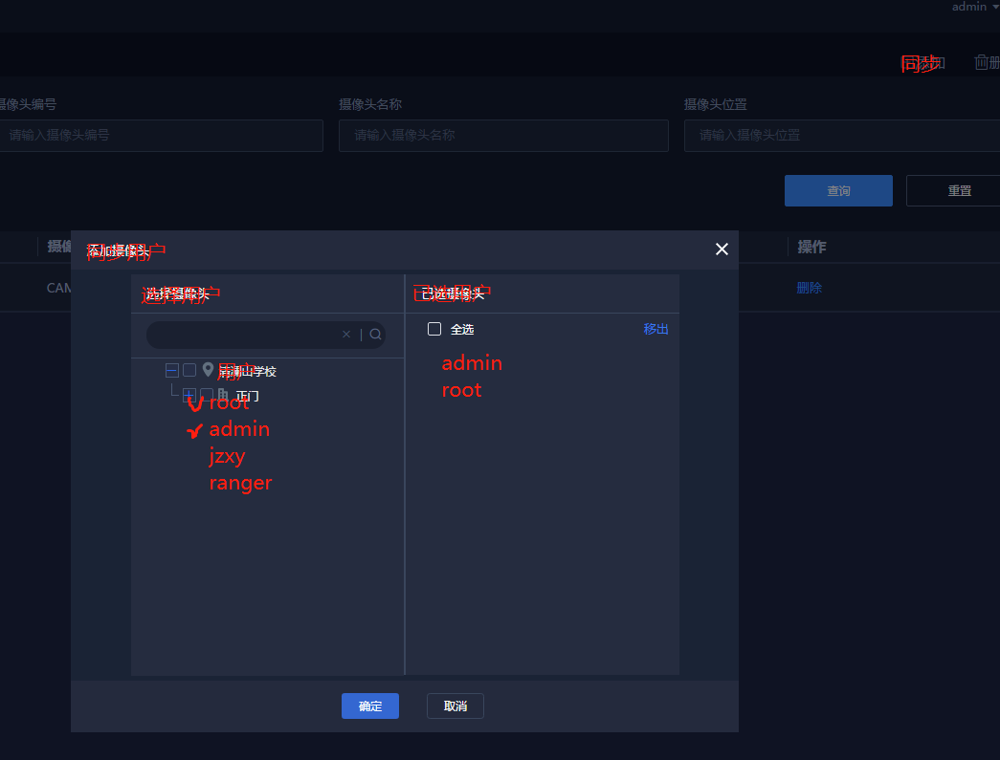 admin
同步 添加 删
摄像头编号 摄像头名称 摄像头位置
请输入摄像头编号 请输入摄像头名称 请输入摄像头位置
查询 重置
摄像 操作
CAM 删除
添加摄像头
同步用户
选择摄像头
选择用户
已选摄像头
已选用户
全选 移出
清澜山学校
用户
正门
root
admin
jzxy
ranger
admin
root
确定 取消